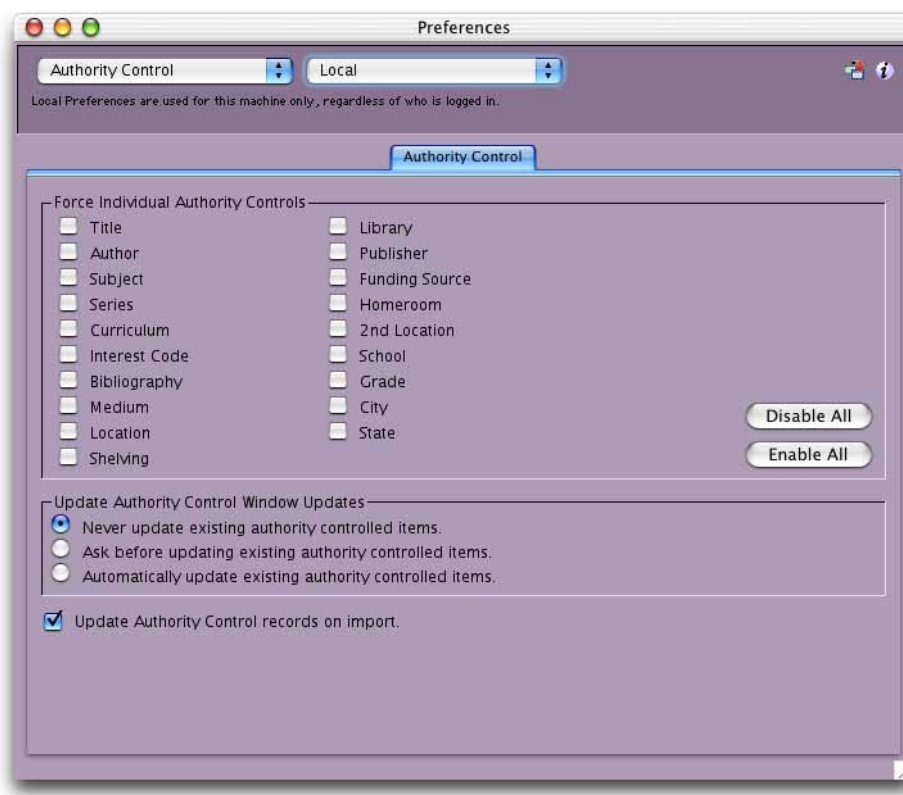 Preferences
Authority Control
Local
Local Preferences are used for this machine only, regardless of who is logged in.
Authority Control
Force Individual Authority Controls
Title
Author
Subject
Series
Curriculum
Interest Code
Bibliography
Medium
Location
Shelving
Library
Publisher
Funding Source
Homeroom
2nd Location
School
Grade
City
State
Disable All
Enable All
Update Authority Control Window Updates
Never update existing authority controlled items.
Ask before updating existing authority controlled items.
Automatically update existing authority controlled items.
Update Authority Control records on import.